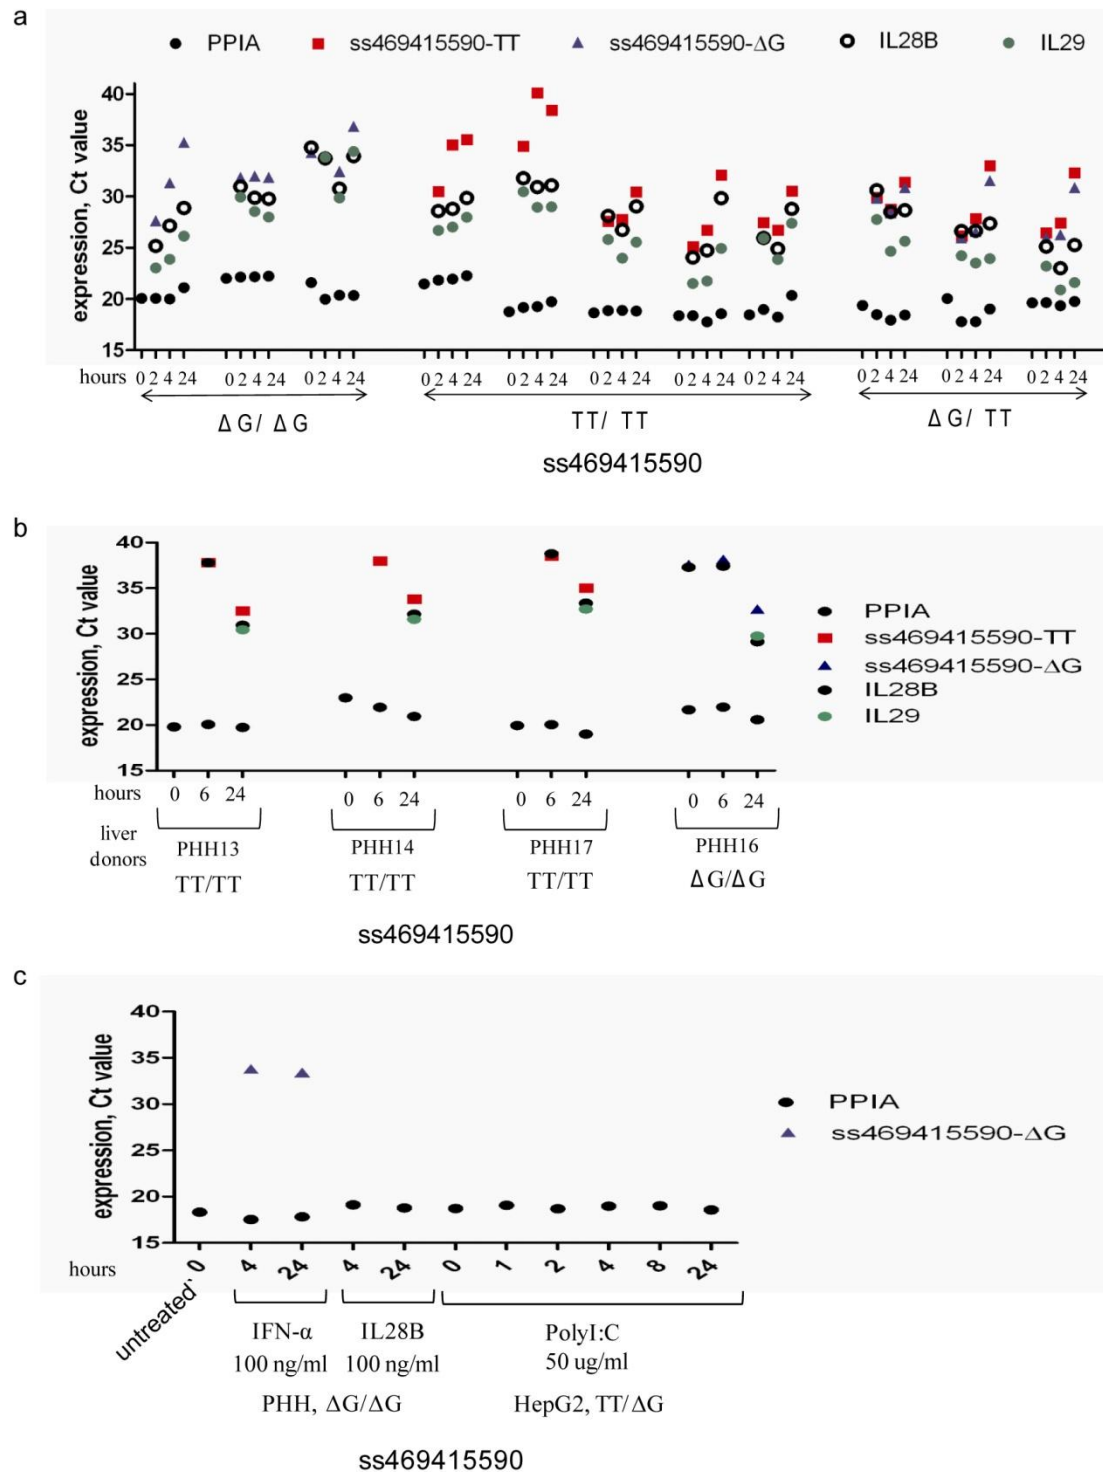 a
PPIA ss469415590-TT ss469415590-ΔG IL28B IL29
expression, Ct value
40
35
30
25
20
15
hours 0 2 4 24 0 2 4 24 0 2 4 24 0 2 4 24 0 2 4 24 0 2 4 24 0 2 4 24 0 2 4 24 0 2 4 24 0 2 4 24 0 2 4 24
ΔG/ ΔG TT/ TT ΔG/ TT
ss469415590
b
expression, Ct value
40
35
30
25
20
15
PPIA
ss469415590-TT
ss469415590-ΔG
IL28B
IL29
hours 0 6 24 0 6 24 0 6 24 0 6 24
liver donors PHH13 PHH14 PHH17 PHH16
TT/TT TT/TT TT/TT ΔG/ΔG
ss469415590
c
expression, Ct value
40
35
30
25
20
15
PPIA
ss469415590-ΔG
hours 0 4 24 4 24 0 1 2 4 8 24
untreated`
IFN-α IL28B PolyI:C
100 ng/ml 100 ng/ml 50 ug/ml
PHH, ΔG/ΔG HepG2, TT/ΔG
ss469415590